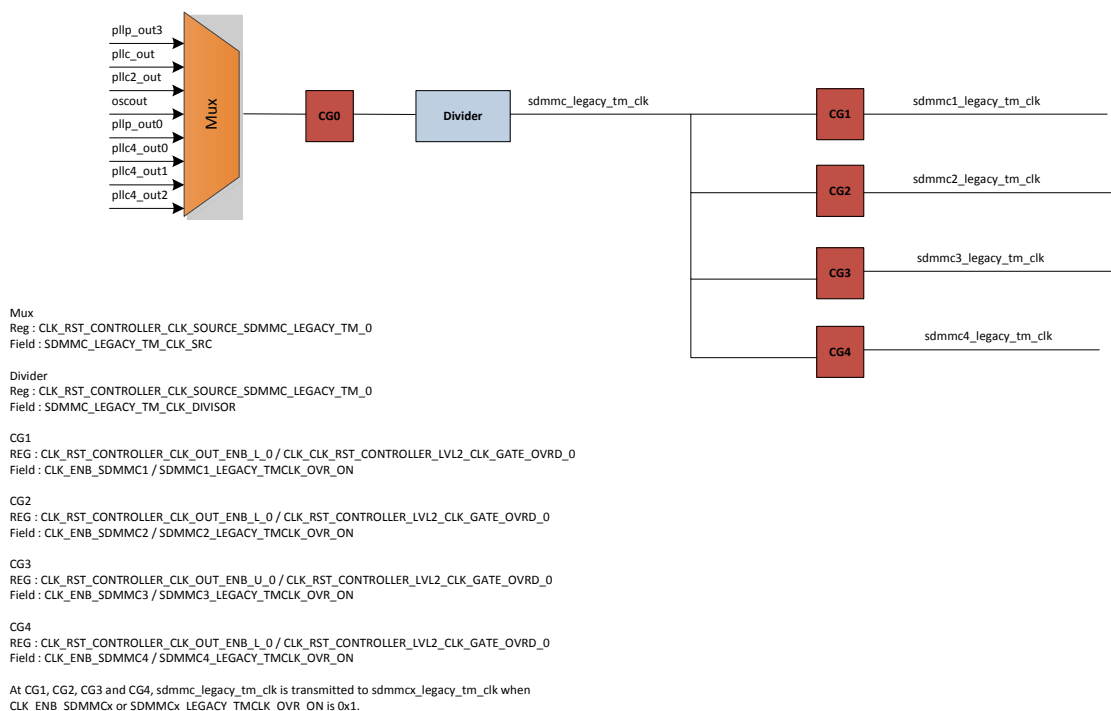 pllp_out3
pllc_out
pllc2_out
oscout
pllp_out0
pllc4_out0
pllc4_out1
pllc4_out2
Mux
CG0
Divider
sdmmc_legacy_tm_clk
CG1
sdmmc1_legacy_tm_clk
CG2
sdmmc2_legacy_tm_clk
CG3
sdmmc3_legacy_tm_clk
CG4
sdmmc4_legacy_tm_clk
Mux
Reg : CLK_RST_CONTROLLER_CLK_SOURCE_SDMMC_LEGACY_TM_0
Field : SDMMC_LEGACY_TM_CLK_SRC
Divider
Reg : CLK_RST_CONTROLLER_CLK_SOURCE_SDMMC_LEGACY_TM_0
Field : SDMMC_LEGACY_TM_CLK_DIVISOR
CG1
REG : CLK_RST_CONTROLLER_CLK_OUT_ENB_L_0 / CLK_CLK_RST_CONTROLLER_LVL2_CLK_GATE_OVRD_0
Field : CLK_ENB_SDMMC1 / SDMMC1_LEGACY_TMCLK_OVR_ON
CG2
REG : CLK_RST_CONTROLLER_CLK_OUT_ENB_L_0 / CLK_RST_CONTROLLER_LVL2_CLK_GATE_OVRD_0
Field : CLK_ENB_SDMMC2 / SDMMC2_LEGACY_TMCLK_OVR_ON
CG3
REG : CLK_RST_CONTROLLER_CLK_OUT_ENB_U_0 / CLK_RST_CONTROLLER_LVL2_CLK_GATE_OVRD_0
Field : CLK_ENB_SDMMC3 / SDMMC3_LEGACY_TMCLK_OVR_ON
CG4
REG : CLK_RST_CONTROLLER_CLK_OUT_ENB_L_0 / CLK_RST_CONTROLLER_LVL2_CLK_GATE_OVRD_0
Field : CLK_ENB_SDMMC4 / SDMMC4_LEGACY_TMCLK_OVR_ON
At CG1, CG2, CG3 and CG4, sdmmc_legacy_tm_clk is transmitted to sdmmcx_legacy_tm_clk when
CLK_ENB_SDMMCx or SDMMCx_LEGACY_TMCLK_OVR_ON is 0x1.